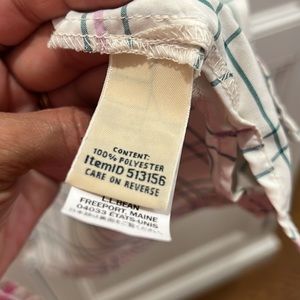 CONTENT:
100% POLYESTER
ItemID 513156
CARE ON REVERSE
L.L.BEAN
FREEPORT, MAINE
04033 ÉTATS-UNIS